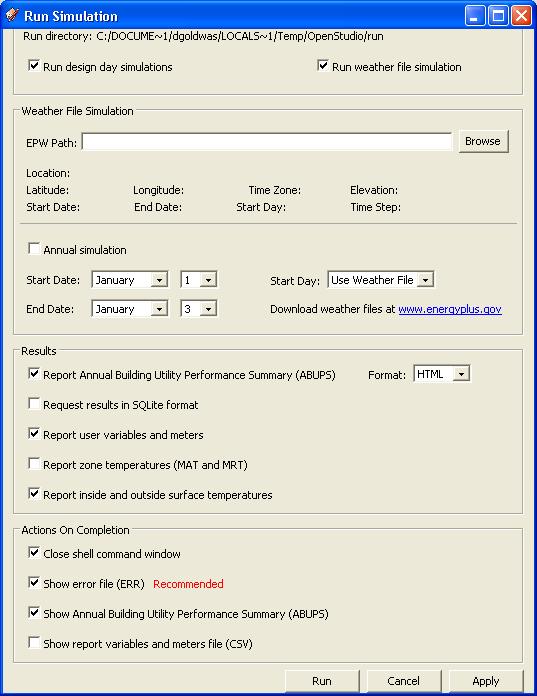 Run Simulation
Run directory: C:/DOCUME~1/dgoldwas/LOCALS~1/Temp/OpenStudio/run
Run design day simulations Run weather file simulation
Weather File Simulation
EPW Path: Browse
Location:
Latitude: Longitude: Time Zone: Elevation:
Start Date: End Date: Start Day: Time Step:
Annual simulation
Start Date: January 1 Start Day: Use Weather File
End Date: January 3 Download weather files at www.energyplus.gov
Results
Report Annual Building Utility Performance Summary (ABUPS) Format: HTML
Request results in SQLite format
Report user variables and meters
Report zone temperatures (MAT and MRT)
Report inside and outside surface temperatures
Actions On Completion
Close shell command window
Show error file (ERR) Recommended
Show Annual Building Utility Performance Summary (ABUPS)
Show report variables and meters file (CSV)
Run Cancel Apply